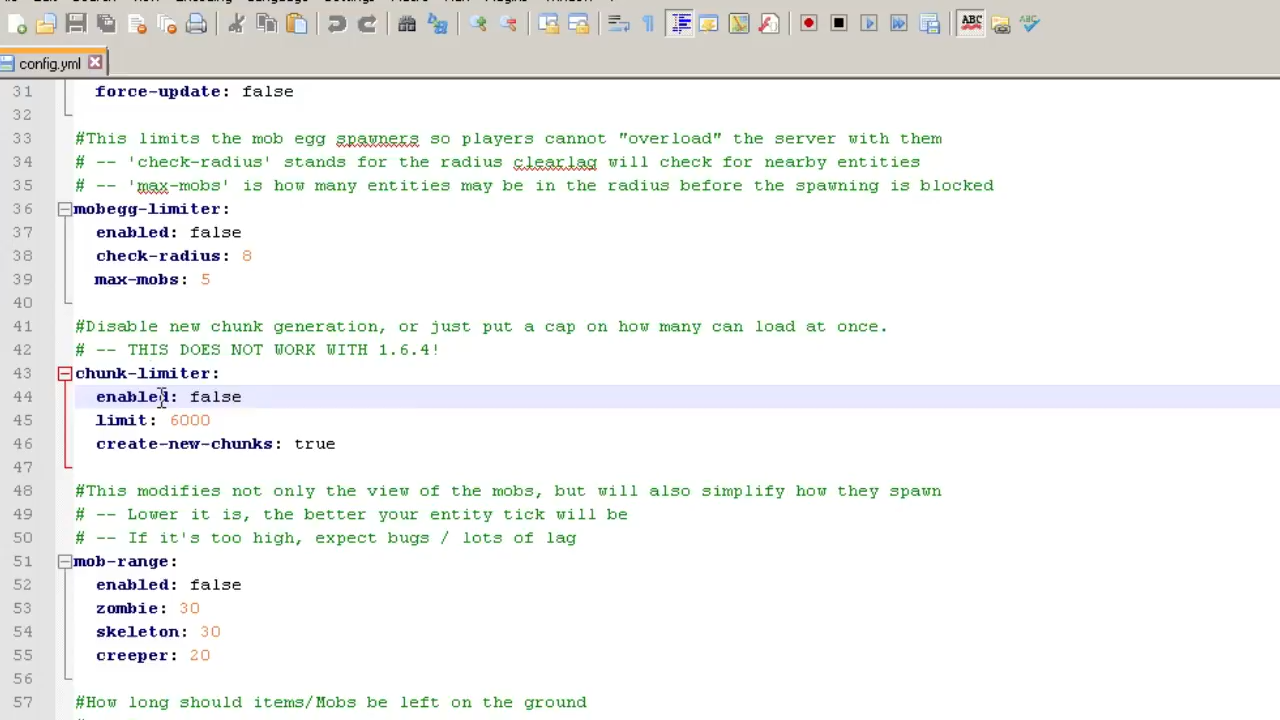 config.yml
31 force-update: false
32
33 #This limits the mob egg spawners so players cannot "overload" the server with them
34 # -- 'check-radius' stands for the radius clearlag will check for nearby entities
35 # -- 'max-mobs' is how many entities may be in the radius before the spawning is blocked
36 mobegg-limiter:
37 enabled: false
38 check-radius: 8
39 max-mobs: 5
40
41 #Disable new chunk generation, or just put a cap on how many can load at once.
42 # -- THIS DOES NOT WORK WITH 1.6.4!
43 chunk-limiter:
44 enabled: false
45 limit: 6000
46 create-new-chunks: true
47
48 #This modifies not only the view of the mobs, but will also simplify how they spawn
49 # -- Lower it is, the better your entity tick will be
50 # -- If it's too high, expect bugs / lots of lag
51 mob-range:
52 enabled: false
53 zombie: 30
54 skeleton: 30
55 creeper: 20
56
57 #How long should items/Mobs be left on the ground